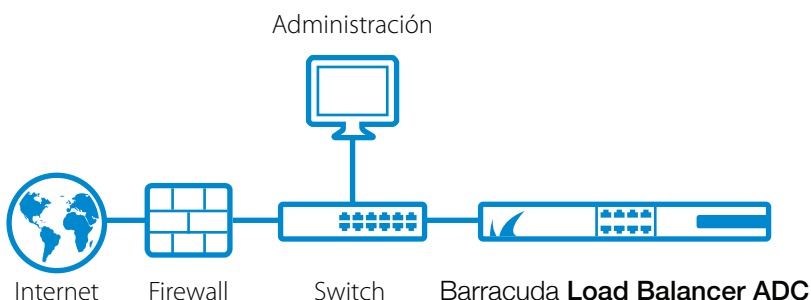 Administración
Internet Firewall Switch Barracuda Load Balancer ADC